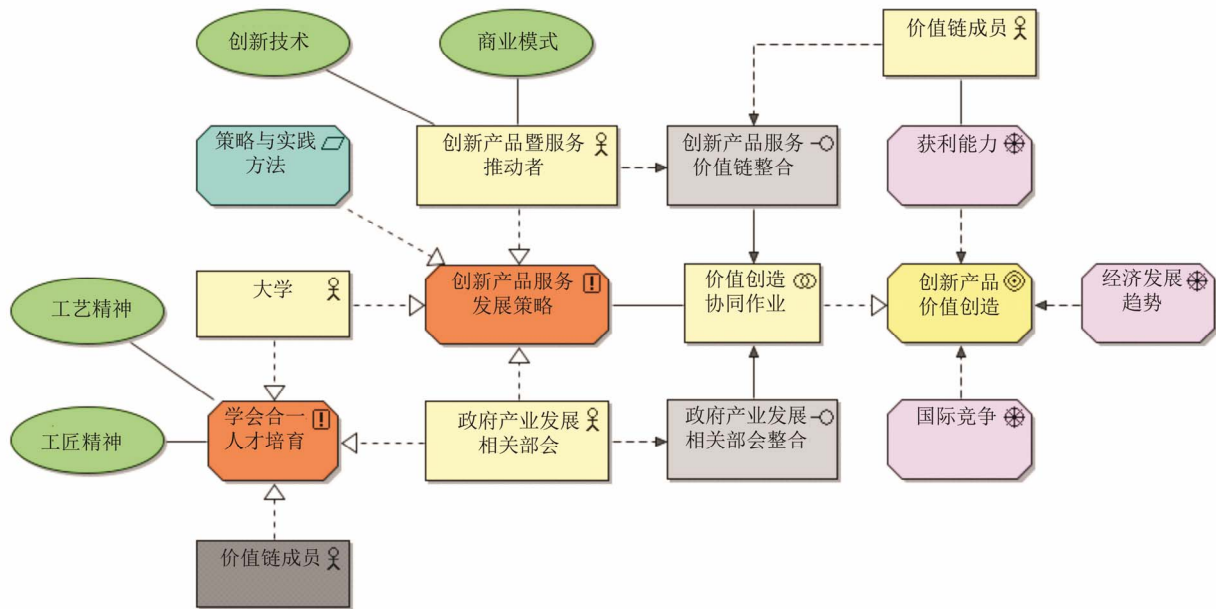 创新技术
商业模式
价值链成员
策略与实践
方法
创新产品暨服务
推动者
创新产品服务
价值链整合
获利能力
大学
创新产品服务
发展策略
价值创造
协同作业
创新产品
价值创造
经济发展
趋势
工艺精神
工匠精神
学会合一
人才培育
政府产业发展
相关部会
政府产业发展
相关部会整合
国际竞争
价值链成员